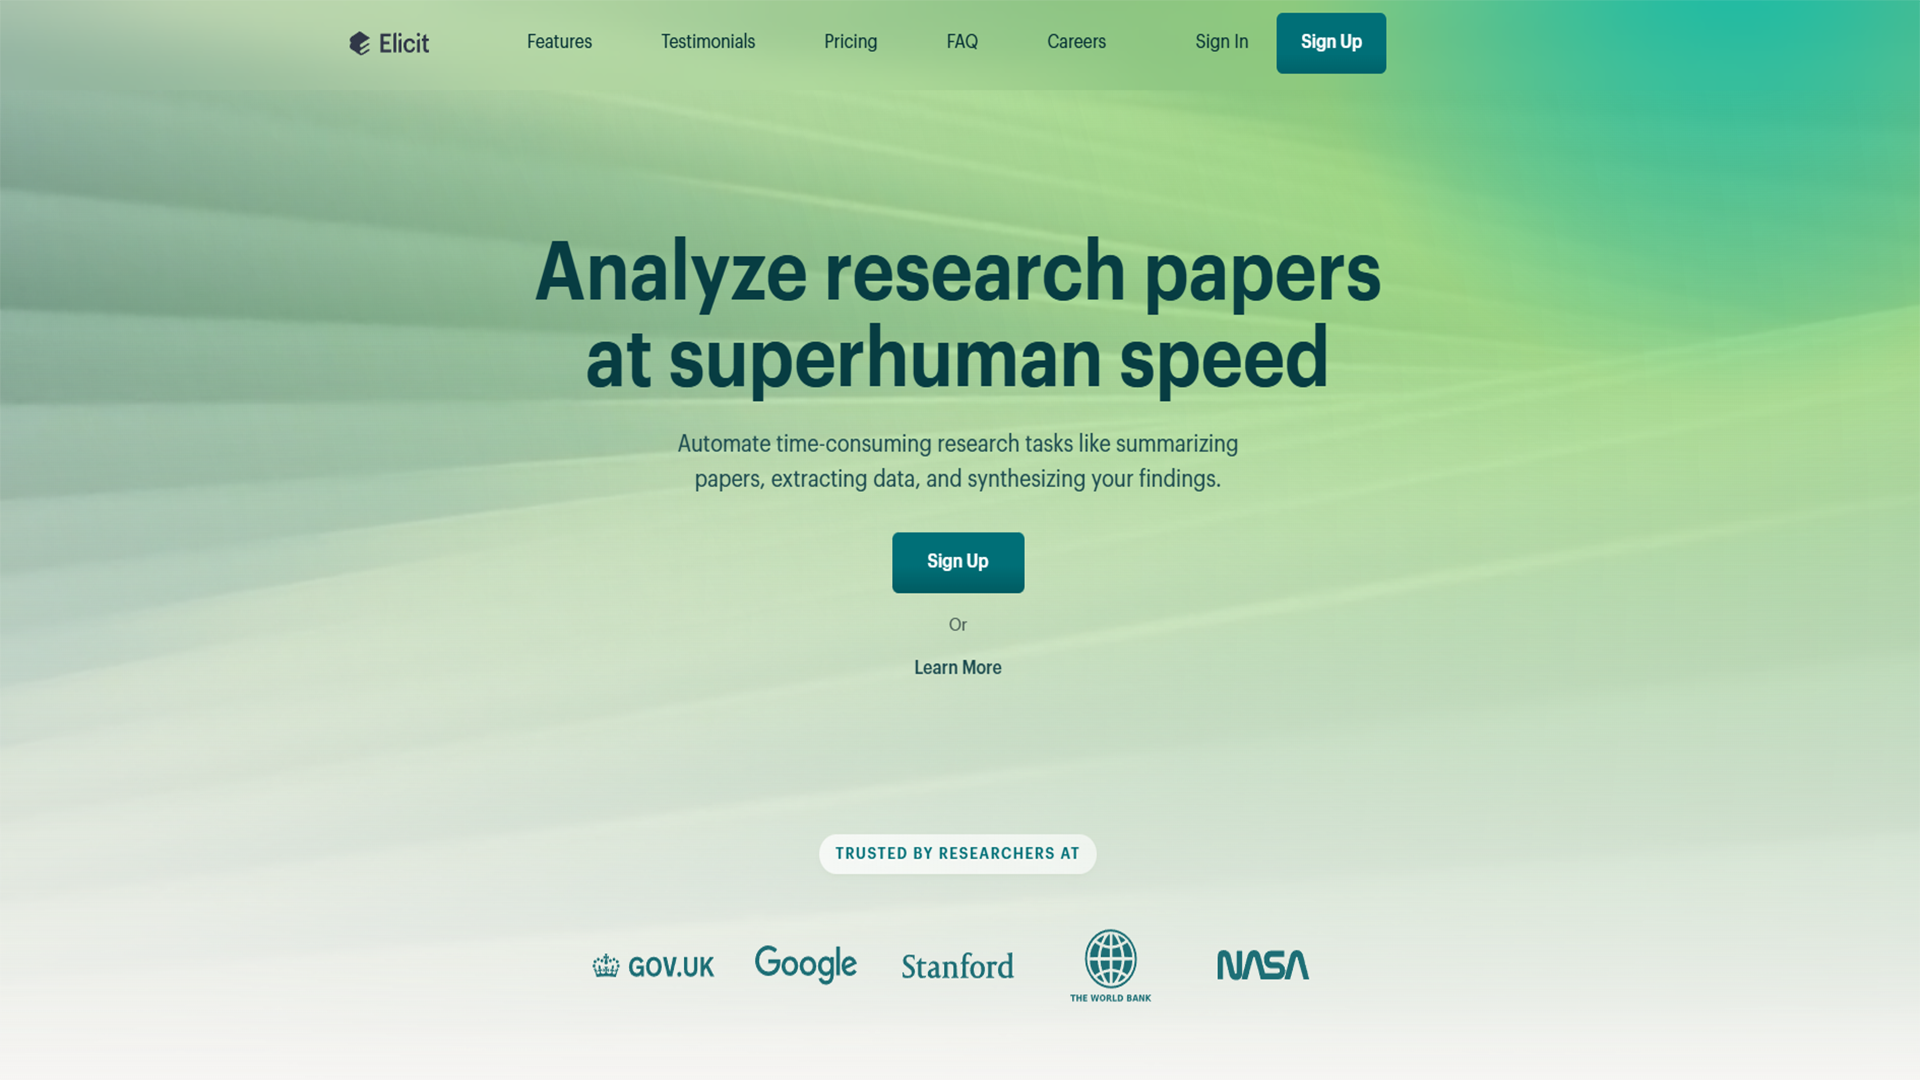 Elicit
Features
Testimonials
Pricing
FAQ
Careers
Sign In
Sign Up
Analyze research papers
at superhuman speed
Automate time-consuming research tasks like summarizing
papers, extracting data, and synthesizing your findings.
Sign Up
Or
Learn More
TRUSTED BY RESEARCHERS AT
GOV.UK
Google
Stanford
THE WORLD BANK
NASA